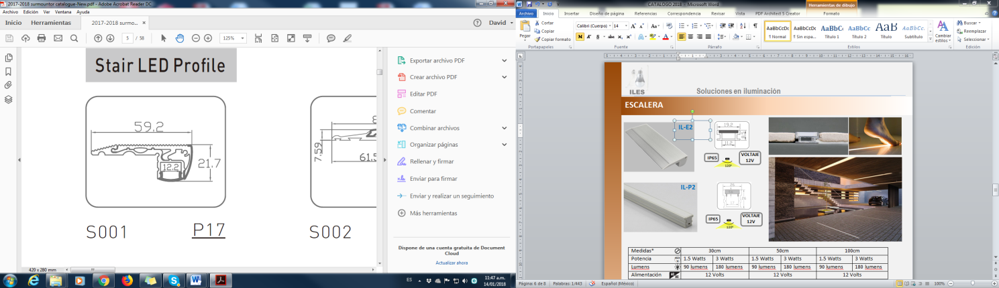 2017-2018 surmountor catalogue-New.pdf - Adobe Acrobat Reader DC
Archivo Edición Ver Ventana Ayuda
Inicio Herramientas 2017-2018 surmo... × David
5 / 58 125%
Stair LED Profile
59.2
12.2
21.7
S001 P17
7.59
61.5
S002
420 x 280 mm
Exportar archivo PDF
Crear archivo PDF
Editar PDF
Comentar
Combinar archivos
Organizar páginas
Rellenar y firmar
Enviar para firmar
Enviar y realizar un seguimiento
Más herramientas
Dispone de una cuenta gratuita de Document
Cloud
Actualizar ahora
ES 11:47 a.m.
14/01/2018
CATALOGO 2018 - Microsoft Word
Herramientas de dibujo
Archivo Inicio Insertar Diseño de página Referencias Correspondencia Revisar Vista PDF Architect 5 Creator Formato
Pegar
Cortar
Copiar
Copiar formato
Portapapeles
Calibri (Cuerpo) 14
N K S abc x₂ x²
Fuente
Párrafo
AaBbCcDc AaBbCcDc AaBbC AaBbCc AaB AaBbCc.
¶ Normal ¶ Sin espa... Título 1 Título 2 Título Subtítulo
Cambiar
estilos
Estilos
Buscar
Reemplazar
Seleccionar
Edición
ILES
Soluciones en iluminación
ESCALERA
IL-E2
19.2
11.2
IP65
120°
VOLTAJE
12V
IL-P2
26
26
IP65
120°
VOLTAJE
12V
Medidas* 30cm 50cm 100cm
Potencia 1.5 Watts 3 Watts 1.5 Watts 3 Watts 1.5 Watts 3 Watts
Lumens 90 lumens 180 lumens 90 lumens 180 lumens 90 lumens 180 lumens
Alimentación 12 Volts 12 Volts 12 Volts
Página: 6 de 8 Palabras: 1/443 Español (México) 100%